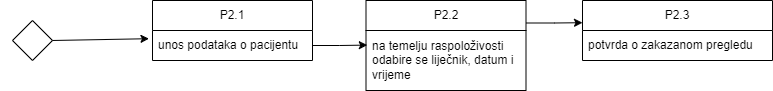 P2.1
unos podataka o pacijentu
P2.2
na temelju raspoloživosti
odabire se liječnik, datum i
vrijeme
P2.3
potvrda o zakazanom pregledu